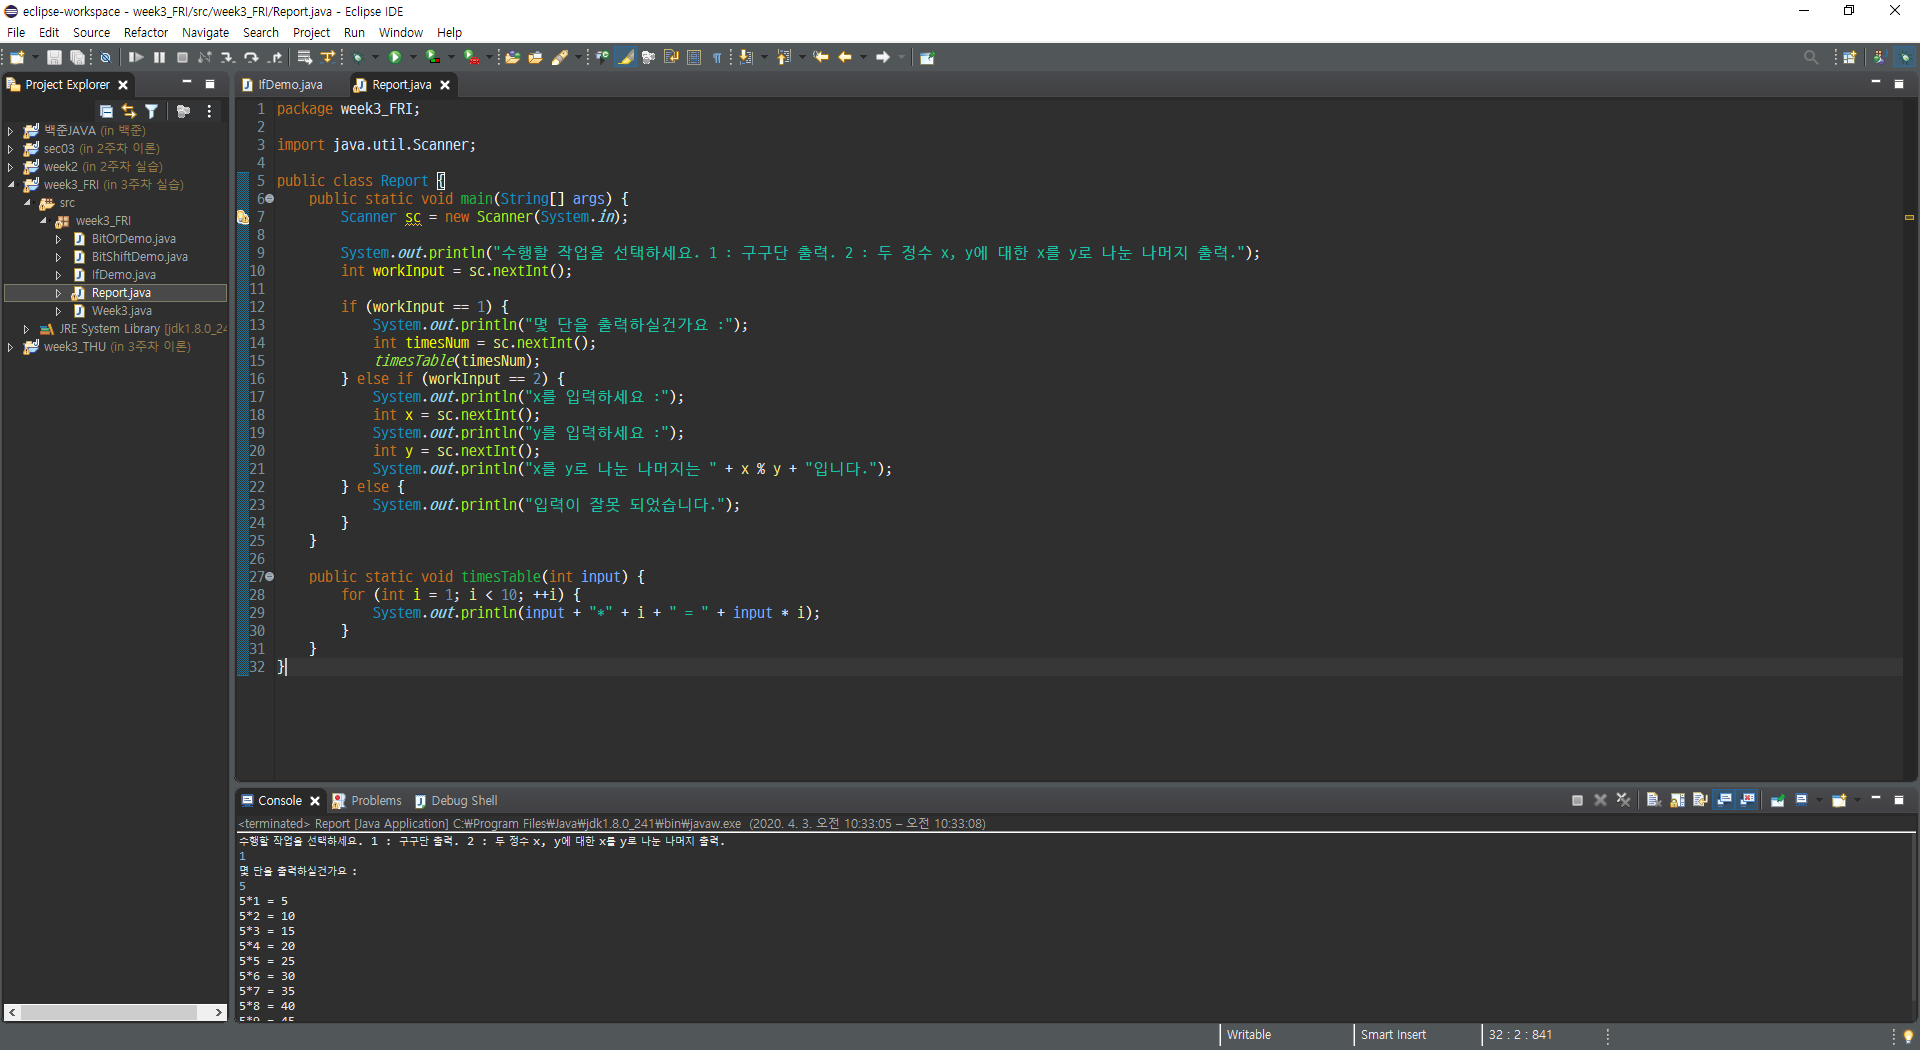 eclipse-workspace - week3_FRI/src/week3_FRI/Report.java - Eclipse IDE
File Edit Source Refactor Navigate Search Project Run Window Help
Project Explorer
백준JAVA (in 백준)
sec03 (in 2주차 이론)
week2 (in 2주차 실습)
week3_FRI (in 3주차 실습)
src
week3_FRI
BitOrDemo.java
BitShiftDemo.java
IfDemo.java
Report.java
Week3.java
JRE System Library [jdk1.8.0_24
week3_THU (in 3주차 이론)
IfDemo.java Report.java
1 package week3_FRI;
2
3 import java.util.Scanner;
4
5 public class Report {
6 public static void main(String[] args) {
7 Scanner sc = new Scanner(System.in);
8
9 System.out.println("수행할 작업을 선택하세요. 1 : 구구단 출력. 2 : 두 정수 x, y에 대한 x를 y로 나눈 나머지 출력.");
10 int workInput = sc.nextInt();
11
12 if (workInput == 1) {
13 System.out.println("몇 단을 출력하실건가요 :");
14 int timesNum = sc.nextInt();
15 timesTable(timesNum);
16 } else if (workInput == 2) {
17 System.out.println("x를 입력하세요 :");
18 int x = sc.nextInt();
19 System.out.println("y를 입력하세요 :");
20 int y = sc.nextInt();
21 System.out.println("x를 y로 나눈 나머지는 " + x % y + "입니다.");
22 } else {
23 System.out.println("입력이 잘못 되었습니다.");
24 }
25 }
26
27 public static void timesTable(int input) {
28 for (int i = 1; i < 10; ++i) {
29 System.out.println(input + "*" + i + " = " + input * i);
30 }
31 }
32 }
Console Problems Debug Shell
<terminated> Report [Java Application] C:\Program Files\Java\jdk1.8.0_241\bin\javaw.exe (2020. 4. 3. 오전 10:33:05 – 오전 10:33:08)
수행할 작업을 선택하세요. 1 : 구구단 출력. 2 : 두 정수 x, y에 대한 x를 y로 나눈 나머지 출력.
1
몇 단을 출력하실건가요 :
5
5*1 = 5
5*2 = 10
5*3 = 15
5*4 = 20
5*5 = 25
5*6 = 30
5*7 = 35
5*8 = 40
5*9 = 45
Writable Smart Insert 32 : 2 : 841